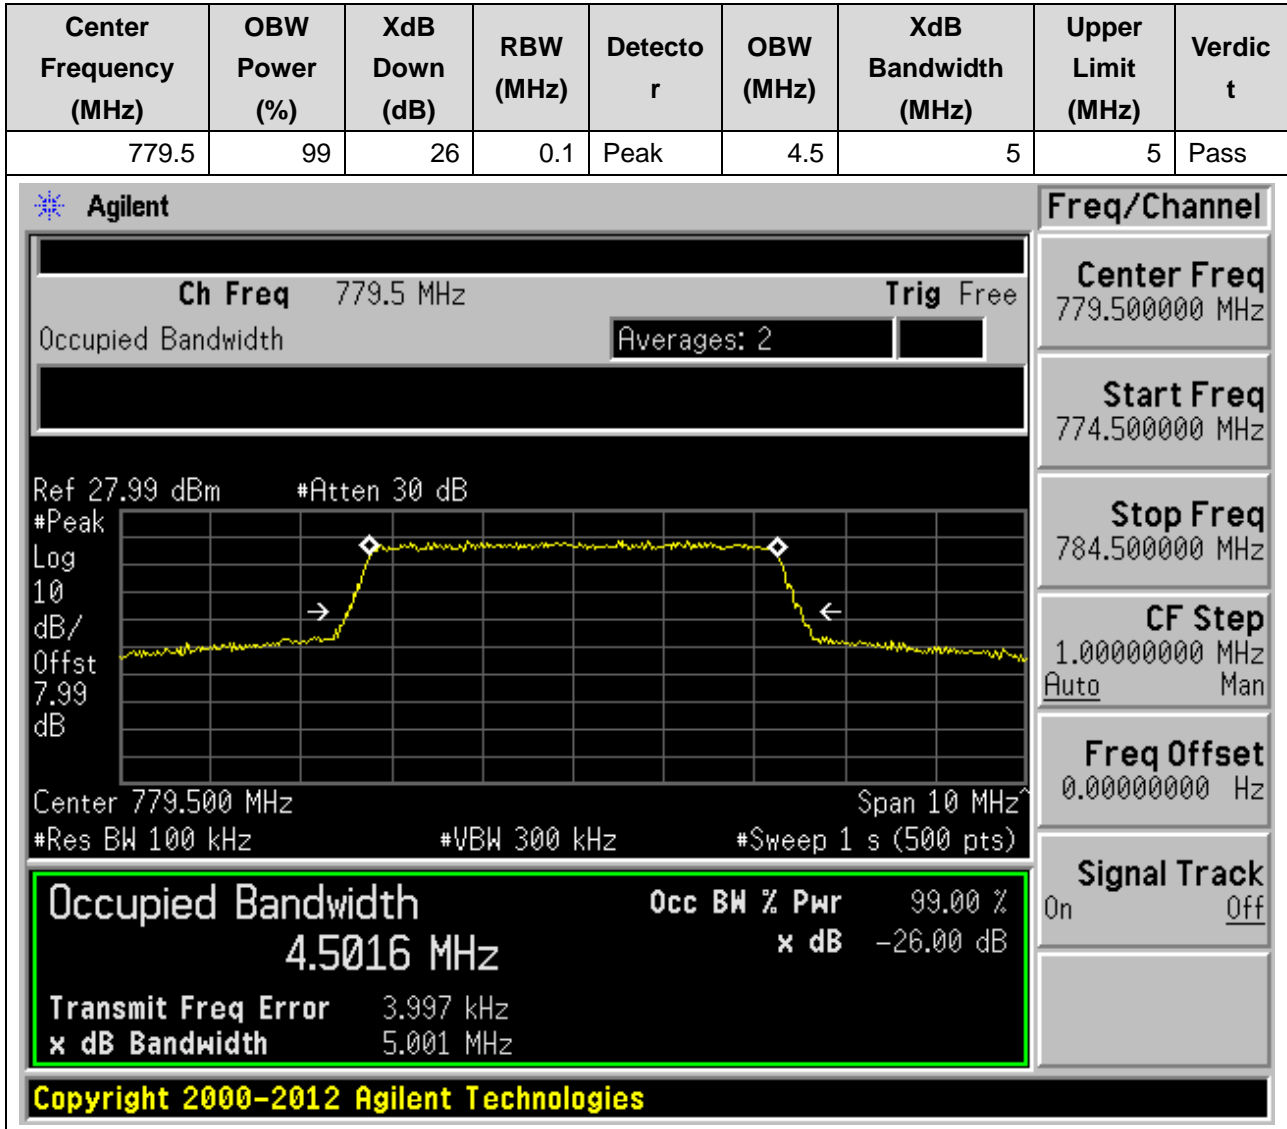 Center Frequency (MHz) OBW Power (%) XdB Down (dB) RBW (MHz) Detecto r OBW (MHz) XdB Bandwidth (MHz) Upper Limit (MHz) Verdic t
779.5 99 26 0.1 Peak 4.5 5 5 Pass
Agilent
Freq/Channel
Ch Freq 779.5 MHz Trig Free
Occupied Bandwidth Averages: 2
Ref 27.99 dBm #Atten 30 dB
#Peak
Log
10
dB/
Offst
7.99
dB
Center 779.500 MHz Span 10 MHz^
#Res BW 100 kHz #VBW 300 kHz #Sweep 1 s (500 pts)
Occupied Bandwidth
4.5016 MHz
Occ BW % Pwr 99.00 %
x dB -26.00 dB
Transmit Freq Error 3.997 kHz
x dB Bandwidth 5.001 MHz
Center Freq
779.500000 MHz
Start Freq
774.500000 MHz
Stop Freq
784.500000 MHz
CF Step
1.00000000 MHz
Auto Man
Freq Offset
0.00000000 Hz
Signal Track
On Off
Copyright 2000-2012 Agilent Technologies